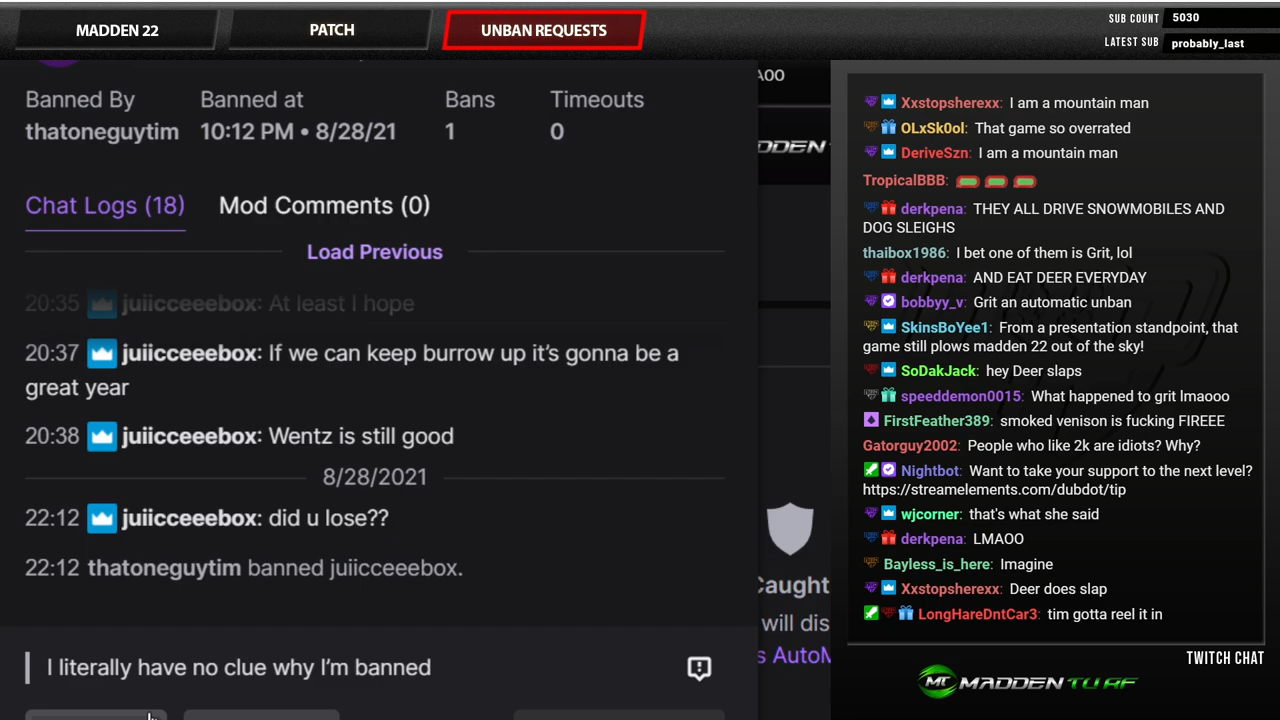 MADDEN 22
PATCH
UNBAN REQUESTS
SUB COUNT 5030
LATEST SUB probably_last
Banned By Banned at Bans Timeouts
thatoneguytim 10:12 PM • 8/28/21 1 0
Chat Logs (18) Mod Comments (0)
Load Previous
20:35 juiicceeebox: At least I hope
20:37 juiicceeebox: If we can keep burrow up it's gonna be a
great year
20:38 juiicceeebox: Wentz is still good
8/28/2021
22:12 juiicceeebox: did u lose??
22:12 thatoneguytim banned juiicceeebox.
I literally have no clue why I'm banned
AOO
DDEN
Caught
will dis
s AutoM
Xxstopsherexx: I am a mountain man
OLxSk0ol: That game so overrated
DeriveSzn: I am a mountain man
TropicalBBB:
derkpena: THEY ALL DRIVE SNOWMOBILES AND
DOG SLEIGHS
thaibox1986: I bet one of them is Grit, lol
derkpena: AND EAT DEER EVERYDAY
bobbyy_v: Grit an automatic unban
SkinsBoYee1: From a presentation standpoint, that
game still plows madden 22 out of the sky!
SoDakJack: hey Deer slaps
speeddemon0015: What happened to grit lmaooo
FirstFeather389: smoked venison is fucking FIREEE
Gatorguy2002: People who like 2k are idiots? Why?
Nightbot: Want to take your support to the next level?
https://streamelements.com/dubdot/tip
wjcorner: that's what she said
derkpena: LMAOO
Bayless_is_here: Imagine
Xxstopsherexx: Deer does slap
LongHareDntCar3: tim gotta reel it in
TWITCH CHAT
MT MADDEN TURF